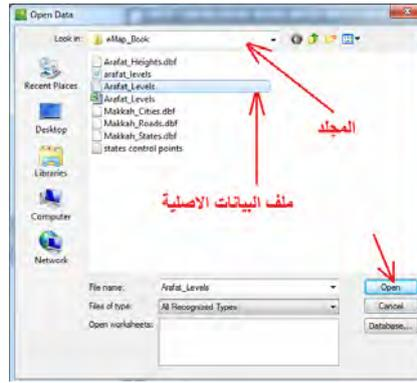 Open Data
Look in:
eMap_Book
Arafat_Heights.dbf
arafat_levels
Arafat_Levels
Arafat_Levels
Makkah_Cities.dbf
Makkah_Roads.dbf
Makkah_States.dbf
states control points
Recent Places
Desktop
Libraries
Computer
Network
المجلد
ملف البيانات الاصلية
File name:
Arafat_Levels
Open
Files of type:
All Recognized Types
Cancel
Open worksheets:
Database...